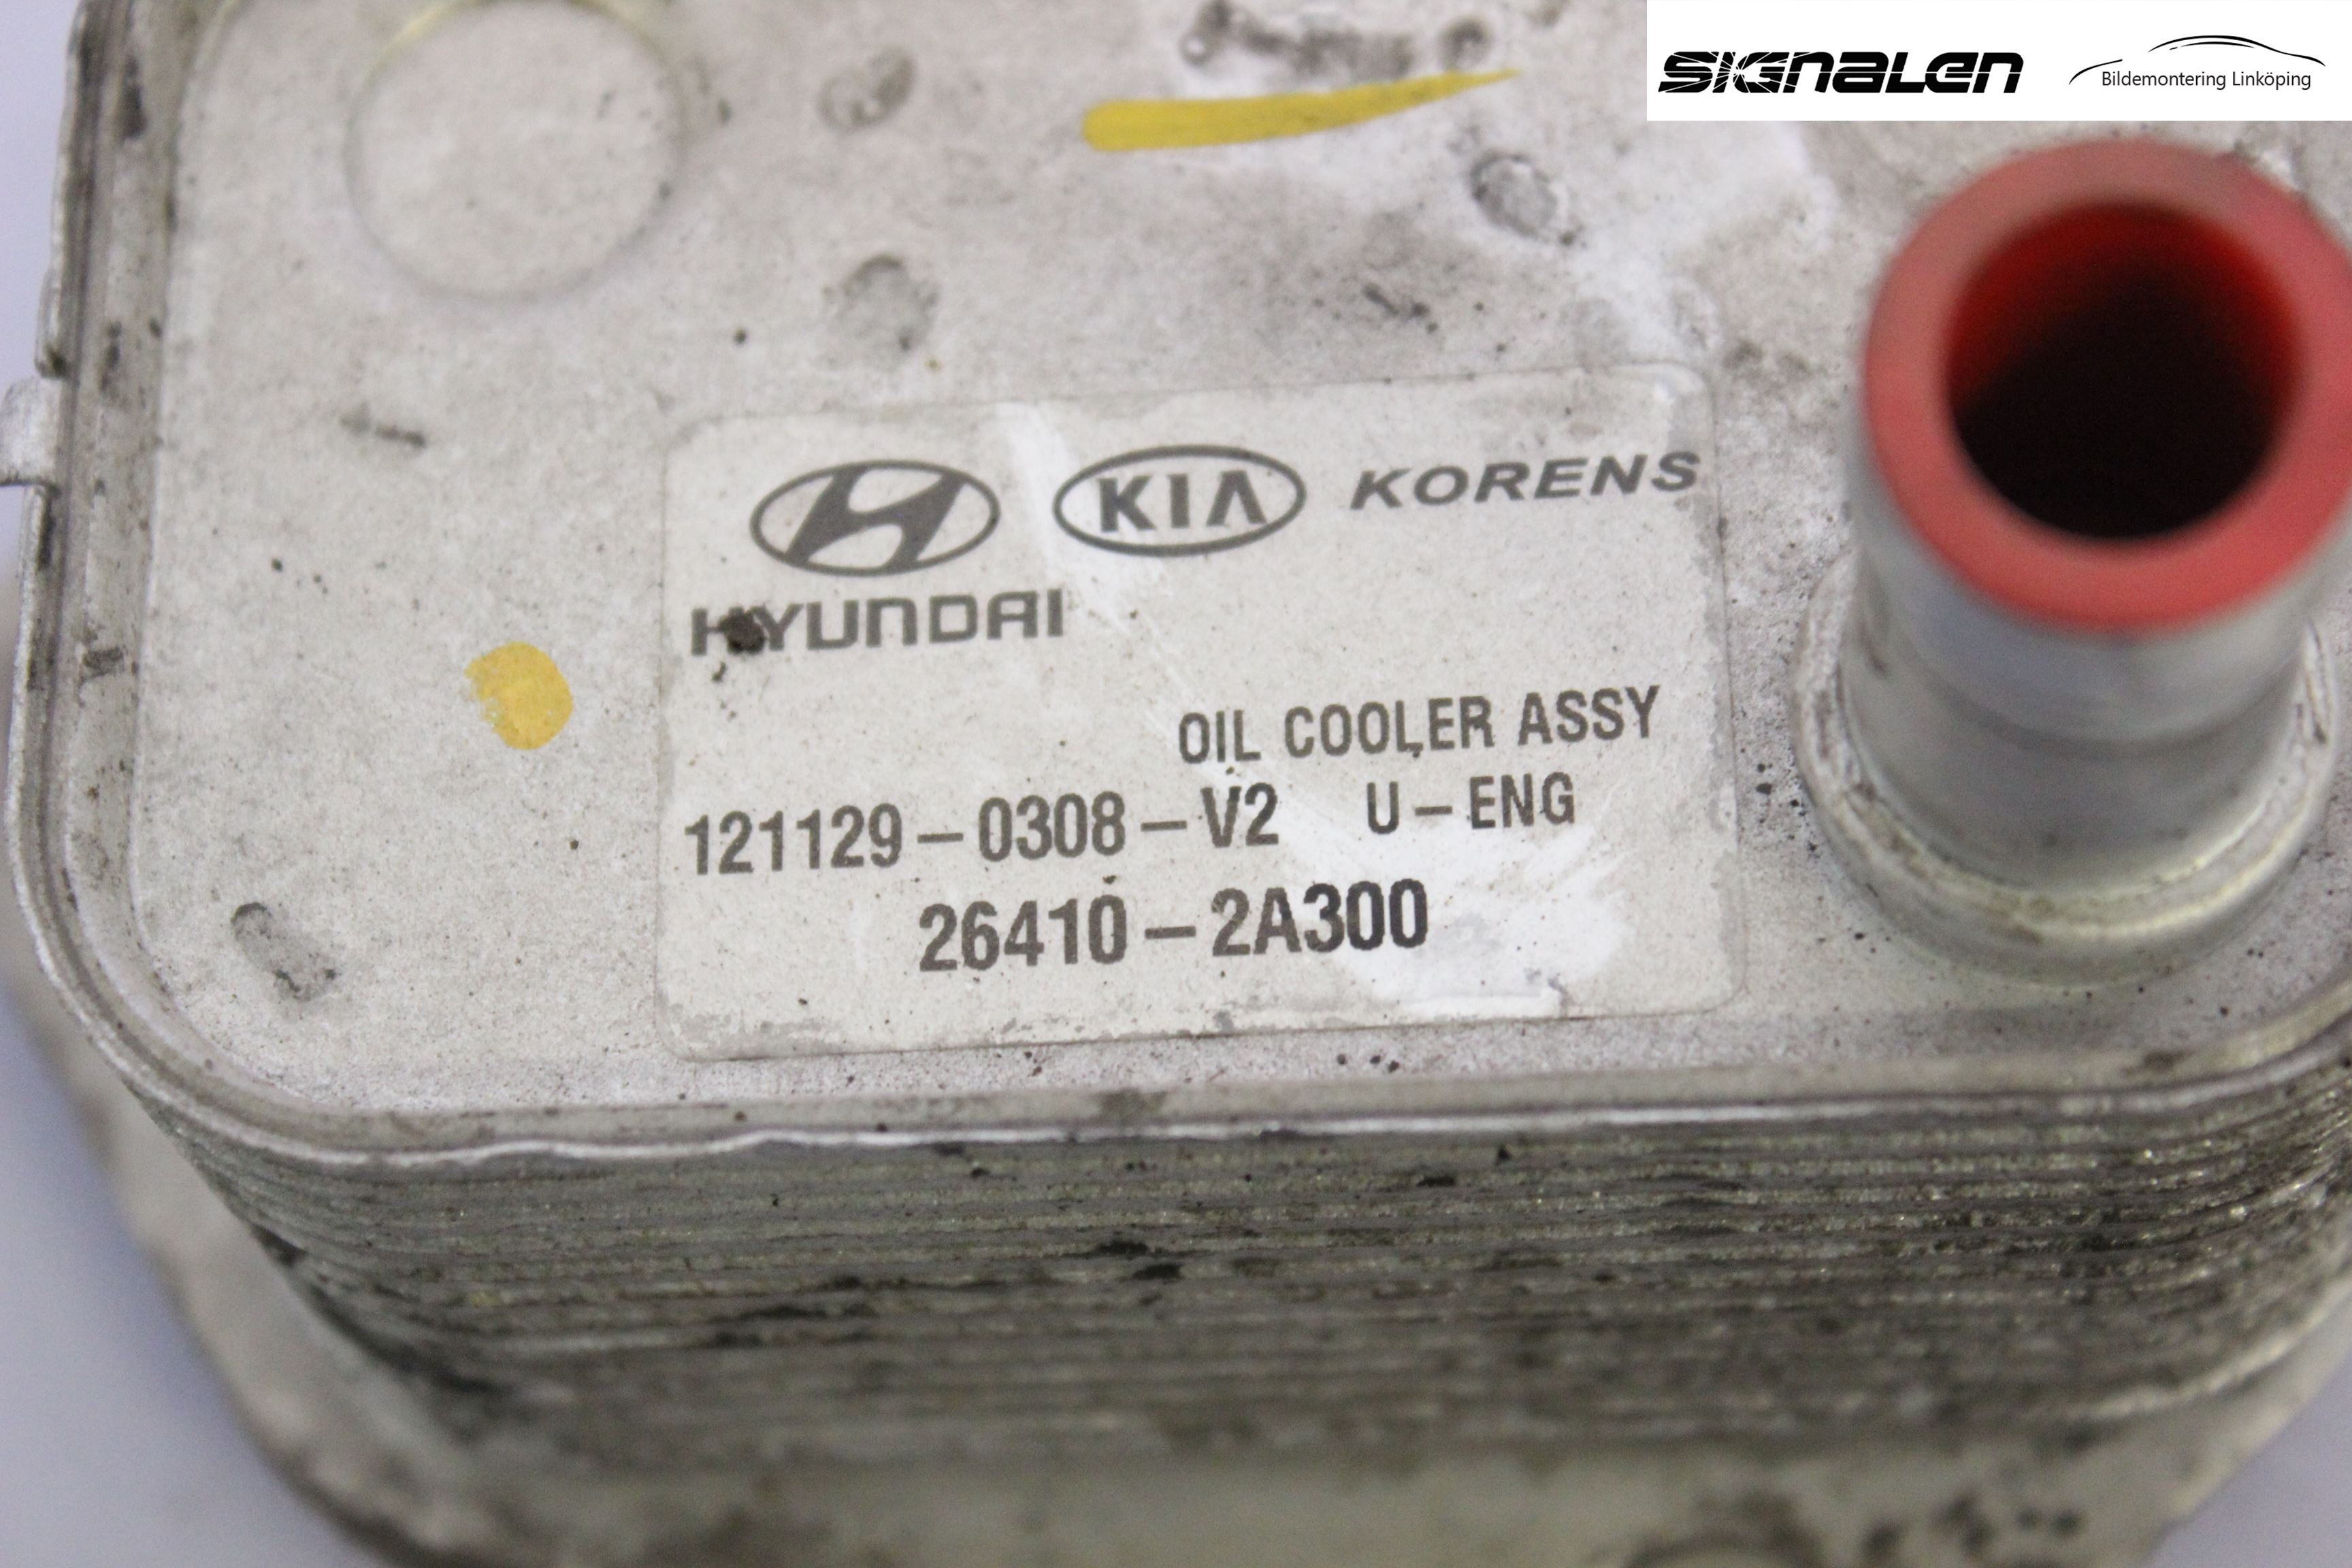 SIGNALEN
Bildemontering Linköping
KIA KORENS
HYUNDAI
OIL COOLER ASSY
121129-0308-V2 U-ENG
26410-2A300